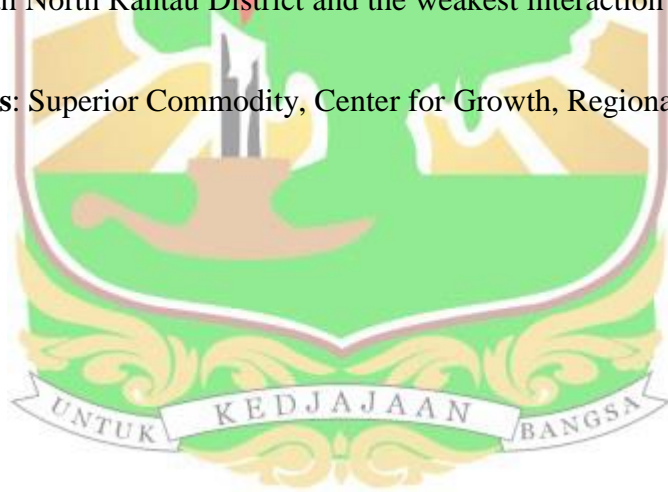 North Rantau District and the weakest interaction
s: Superior Commodity, Center for Growth, Regiona
UNTUK KEDJAJAAN BANGSA